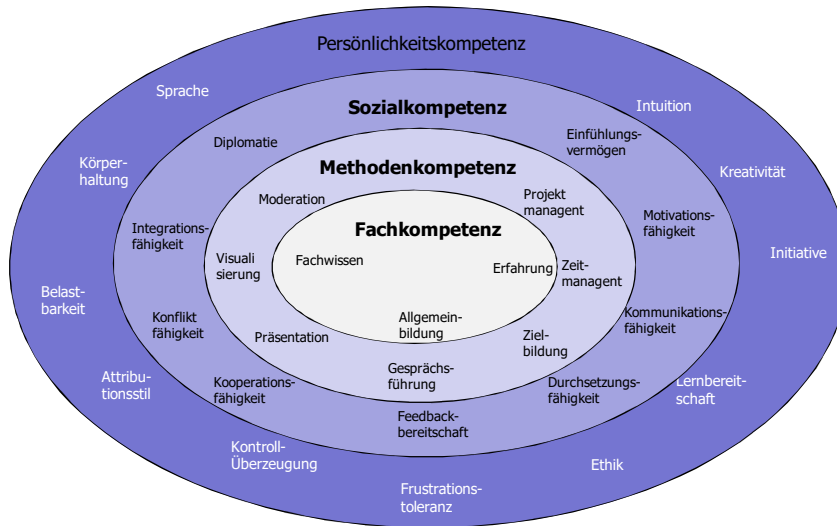 Persönlichkeitskompetenz
Sprache
Intuition
Sozialkompetenz
Diplomatie
Einfühlungs-
vermögen
Körper-
haltung
Kreativität
Methodenkompetenz
Moderation
Projekt
managent
Integrations-
fähigkeit
Motivations-
fähigkeit
Fachkompetenz
Initiative
Visuali
sierung
Fachwissen
Erfahrung
Zeit-
managent
Belast-
barkeit
Konflikt
fähigkeit
Kommunikations-
fähigkeit
Präsentation
Allgemein-
bildung
Ziel-
bildung
Gesprächs-
führung
Attribu-
tionsstil
Kooperations-
fähigkeit
Durchsetzungs-
fähigkeit
Lernbereit-
schaft
Feedback-
bereitschaft
Kontroll-
Überzeugung
Ethik
Frustrations-
toleranz